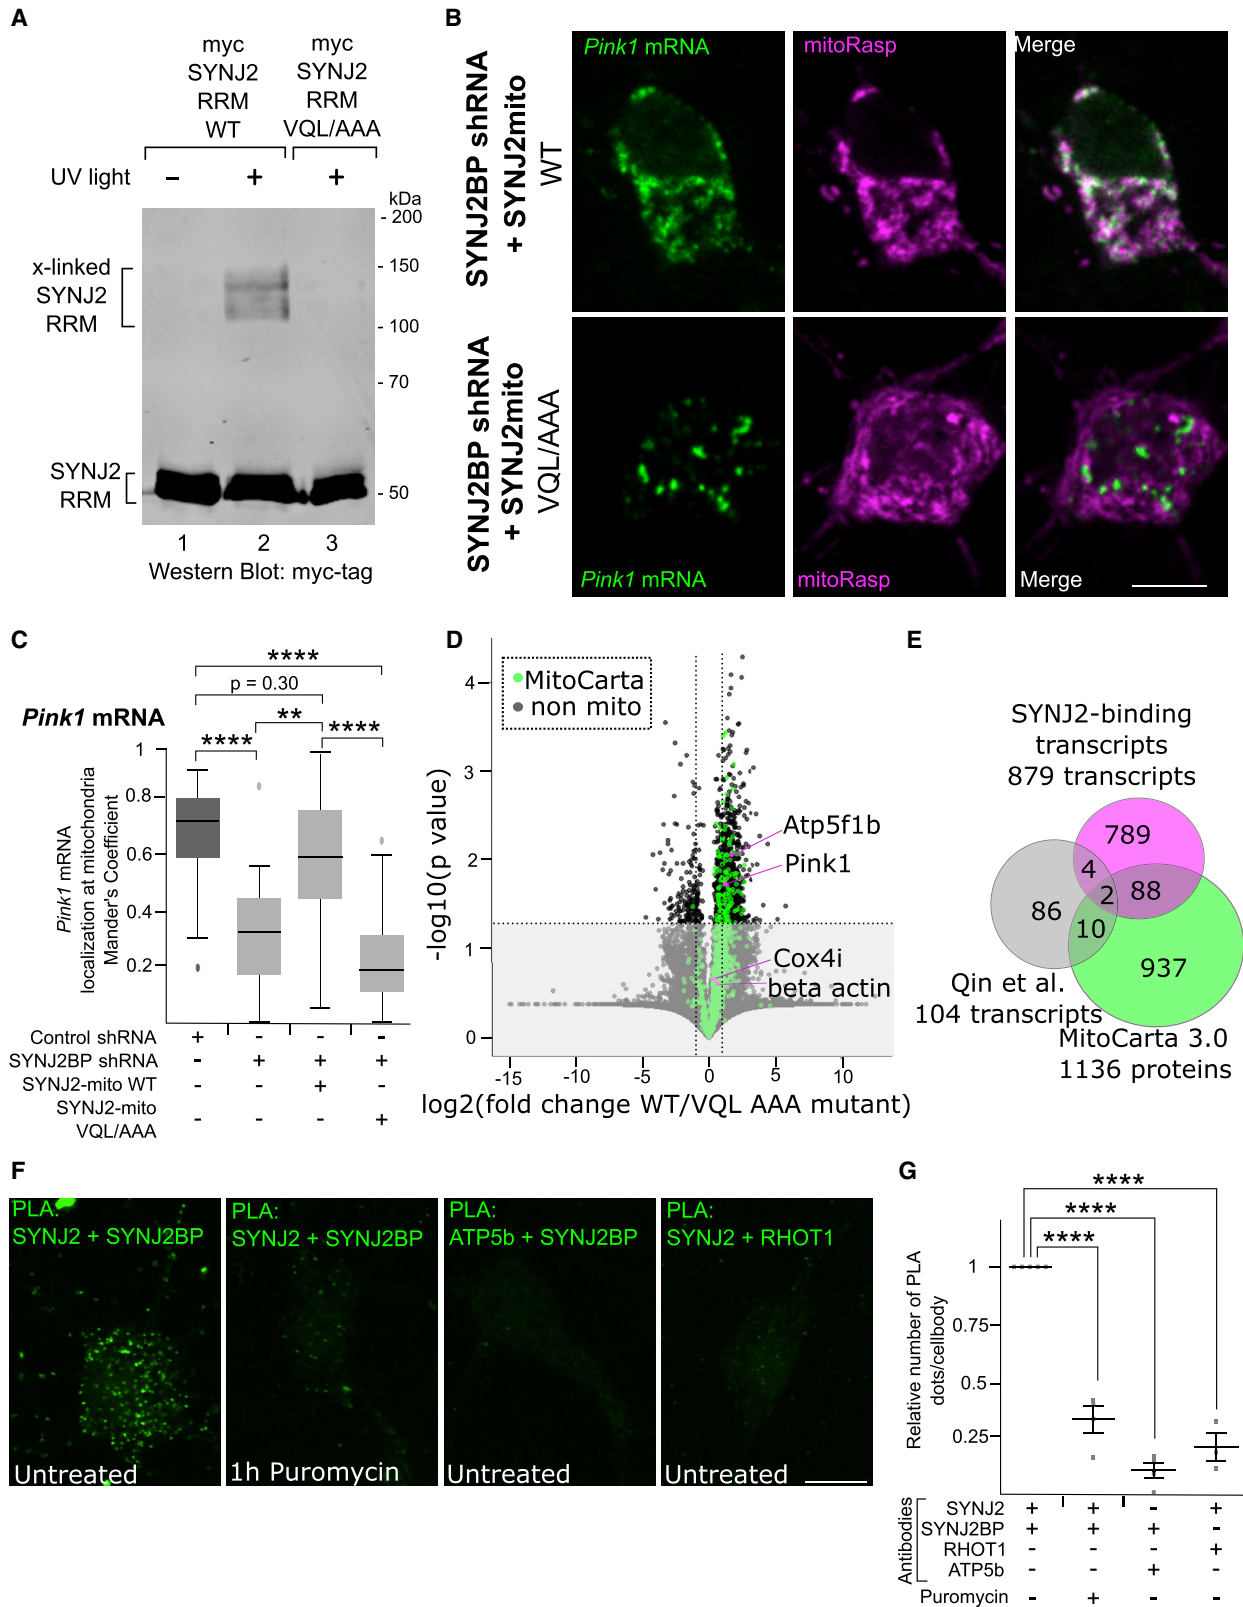 A
myc
SYNJ2
RRM
WT
myc
SYNJ2
RRM
VQL/AAA
UV light
-
+
+
kDa
- 200
- 150
- 100
- 70
- 50
x-linked
SYNJ2
RRM
SYNJ2
RRM
1
2
3
Western Blot: myc-tag
B
SYNJ2BP shRNA
+ SYNJ2mito
WT
Pink1 mRNA
mitoRasp
Merge
SYNJ2BP shRNA
+ SYNJ2mito
VQL/AAA
Pink1 mRNA
mitoRasp
Merge
C
Pink1 mRNA
****
p = 0.30
**
****
****
Pink1 mRNA
localization at mitochondria
Mander's Coefficient
1
0.8
0.6
0.4
0.2
Control shRNA + - - -
SYNJ2BP shRNA - + + +
SYNJ2-mito WT - - + -
SYNJ2-mito
VQL/AAA - - - +
D
MitoCarta
non mito
-log10(p value)
4
3
2
1
0
Atp5f1b
Pink1
Cox4i
beta actin
-15 -10 -5 0 5 10
log2(fold change WT/VQL AAA mutant)
E
SYNJ2-binding
transcripts
879 transcripts
789
4
2
88
86
10
937
Qin et al.
104 transcripts
MitoCarta 3.0
1136 proteins
F
PLA:
SYNJ2 + SYNJ2BP
Untreated
PLA:
SYNJ2 + SYNJ2BP
1h Puromycin
PLA:
ATP5b + SYNJ2BP
Untreated
PLA:
SYNJ2 + RHOT1
Untreated
G
****
****
****
Relative number of PLA
dots/cellbody
1
0.75
0.5
0.25
Antibodies
SYNJ2 + + - +
SYNJ2BP + + + -
RHOT1 - - - +
ATP5b - - + -
Puromycin - + - -